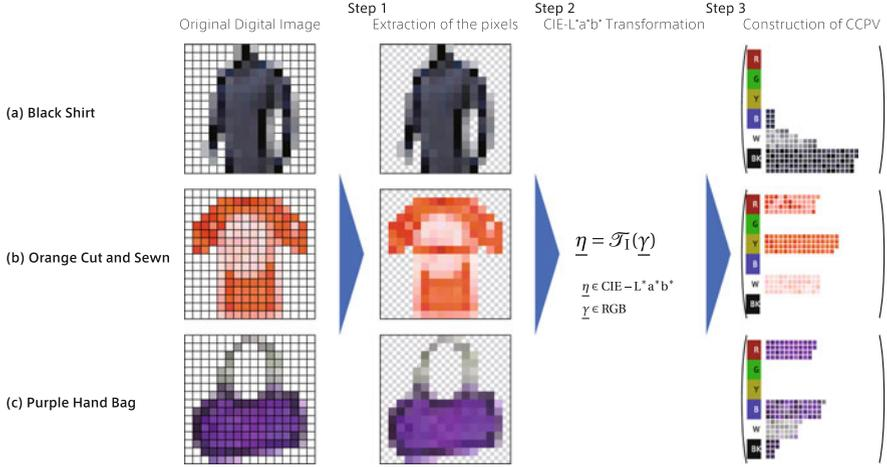 Step 1
Step 2
Step 3
Original Digital Image
Extraction of the pixels
CIE-L*a*b* Transformation
Construction of CCPV
(a) Black Shirt
R
G
Y
B
W
BK
(b) Orange Cut and Sewn
η = 𝒯I(γ)
η ∈ CIE – L*a*b*
γ ∈ RGB
R
G
Y
B
W
BK
(c) Purple Hand Bag
R
G
Y
B
W
BK